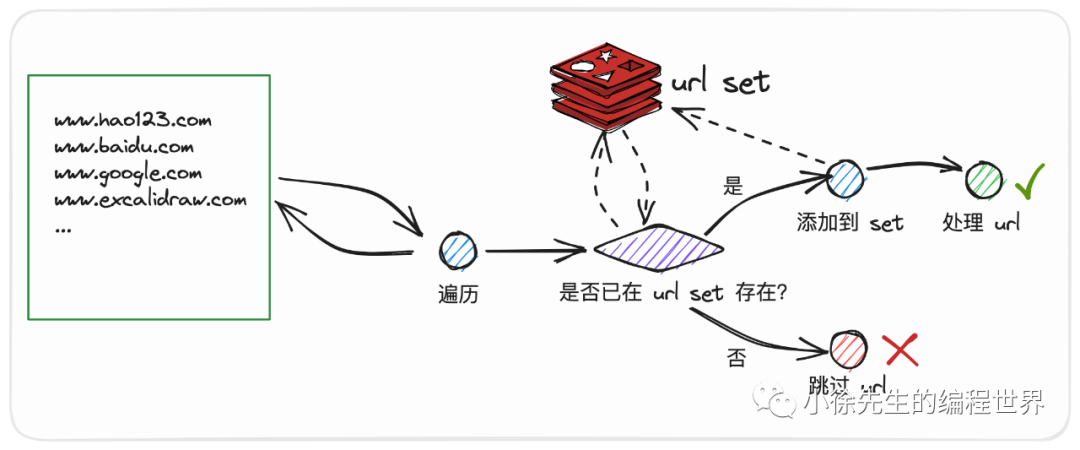 www.hao123.com
www.baidu.com
www.google.com
www.excalidraw.com
...
遍历
url set
是否已在 url set 存在?
是
添加到 set
处理 url
否
跳过 url
小徐先生的编程世界